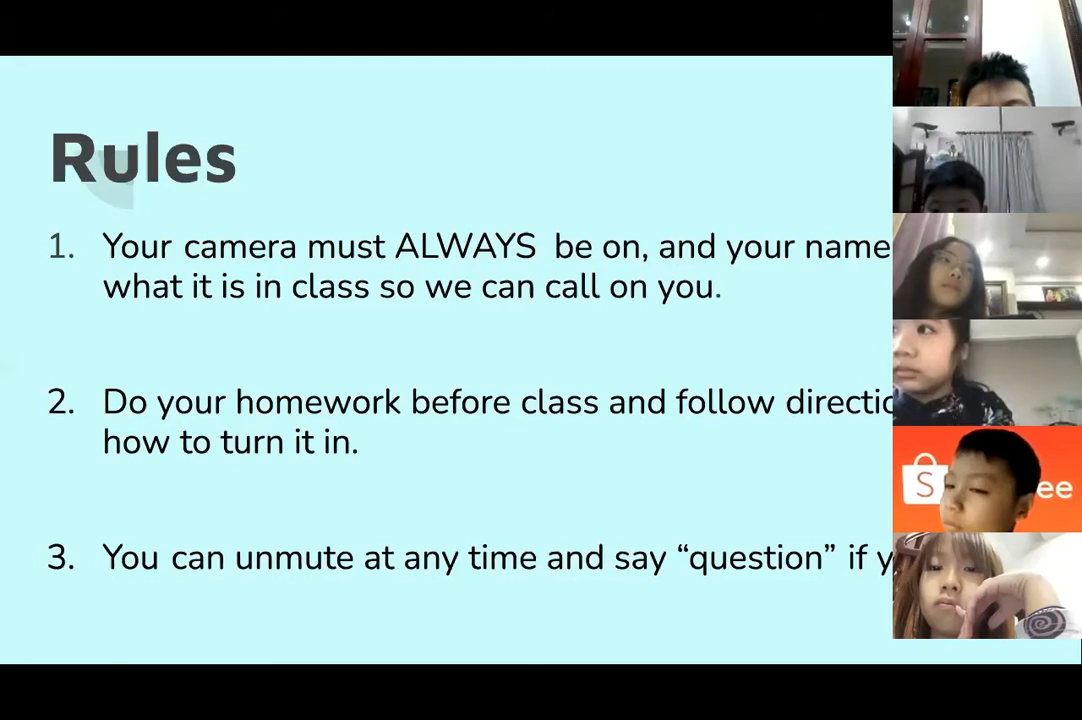 Rules
1. Your camera must ALWAYS be on, and your name
what it is in class so we can call on you.
2. Do your homework before class and follow
how to turn it in.
3. You can unmute at any time and say “question” if
S
ee